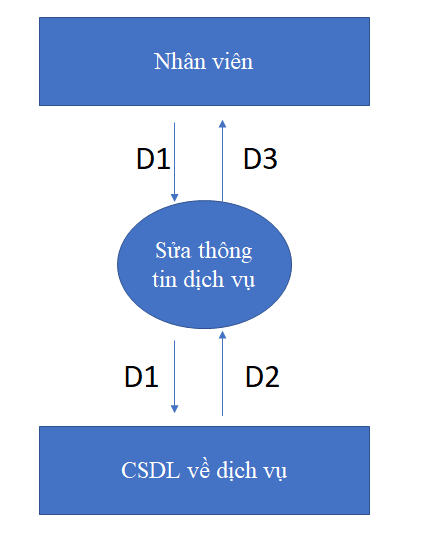 Nhân viên
D1
D3
Sửa thông
tin dịch vụ
D1
D2
CSDL về dịch vụ